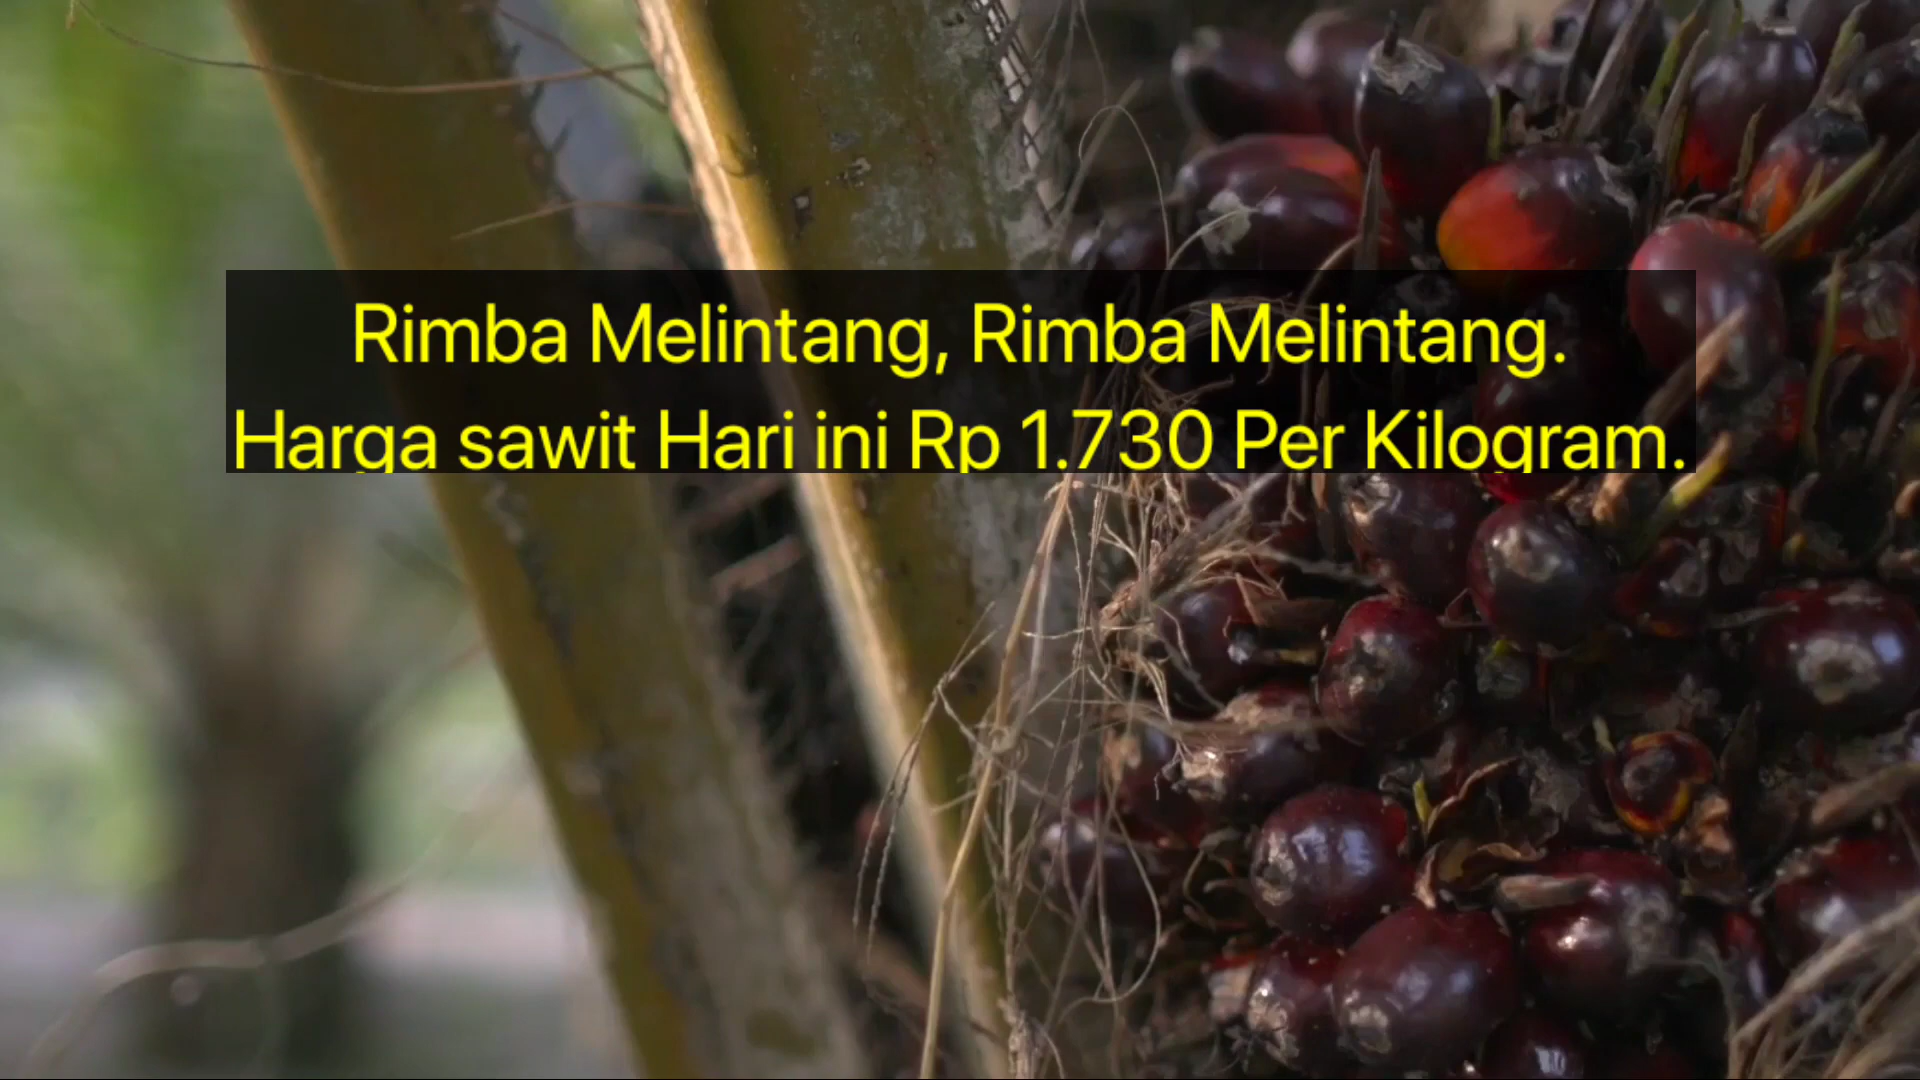 Rimba Melintang, Rimba Melintang.
Harga sawit Hari ini Rp 1.730 Per Kilogram.